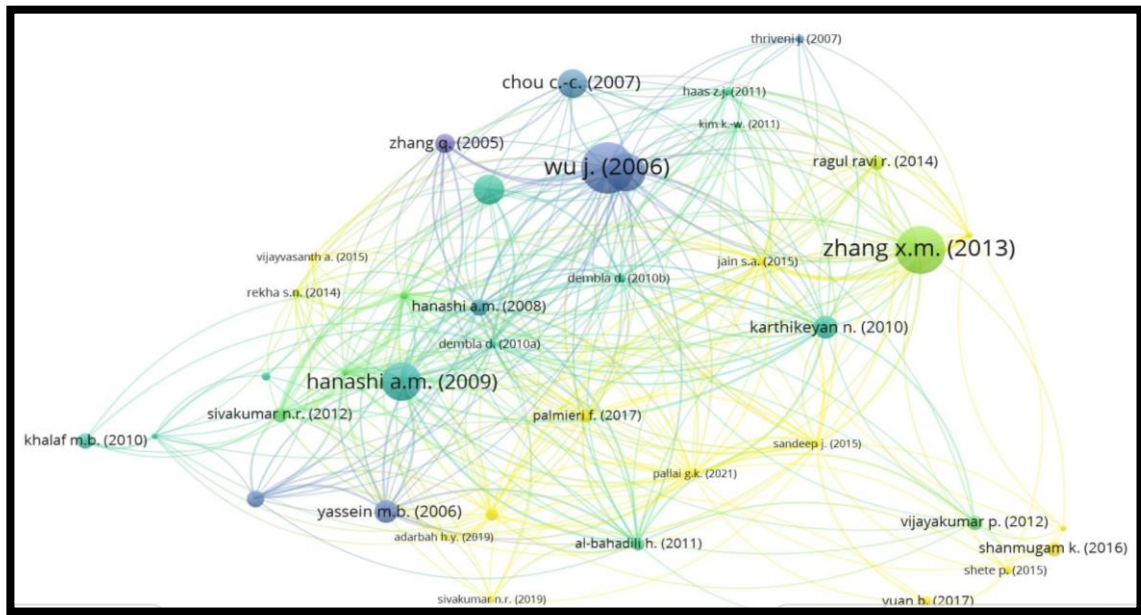 thriveni j. (2007)
chou c.-c. (2007)
haas z.j. (2011)
kim k.-w. (2011)
zhang q. (2005)
wu j. (2006)
ragul ravi r. (2014)
zhang x.m. (2013)
vijayvasanth a. (2015)
jain s.a. (2015)
dembla d. (2010b)
rekha s.n. (2014)
hanashi a.m. (2008)
karthikeyan n. (2010)
dembla d. (2010a)
hanashi a.m. (2009)
sivakumar n.r. (2012)
palmieri f. (2017)
khalaf m.b. (2010)
sandeep j. (2015)
pallai g.k. (2021)
yassein m.b. (2006)
vijayakumar p. (2012)
adarbah h.y. (2019)
al-bahadili h. (2011)
shanmugam k. (2016)
shete p. (2015)
sivakumar n.r. (2019)
yuan b. (2017)